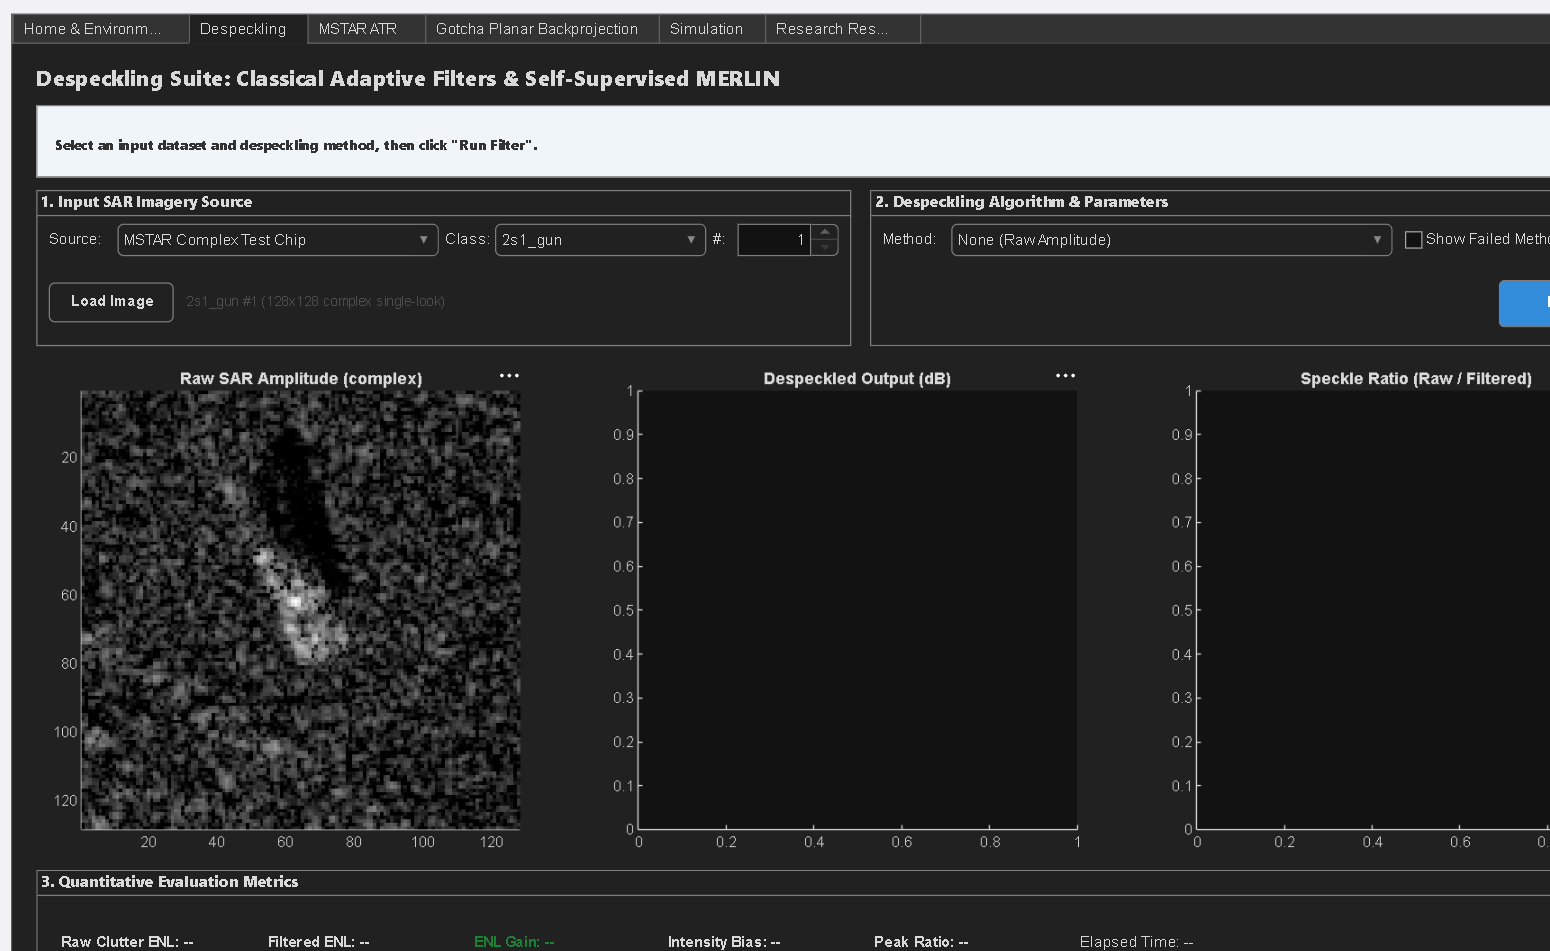 Home & Environm...
Despeckling
MSTAR ATR
Gotcha Planar Backprojection
Simulation
Research Res...
Despeckling Suite: Classical Adaptive Filters & Self-Supervised MERLIN
Select an input dataset and despeckling method, then click "Run Filter".
1. Input SAR Imagery Source
Source: MSTAR Complex Test Chip Class: 2s1_gun #: 1
Load Image 2s1_gun #1 (128x128 complex single-look)
2. Despeckling Algorithm & Parameters
Method: None (Raw Amplitude) Show Failed
Raw SAR Amplitude (complex)
...
20
40
60
80
100
120
20 40 60 80 100 120
Despeckled Output (dB)
...
1
0.9
0.8
0.7
0.6
0.5
0.4
0.3
0.2
0.1
0
0 0.2 0.4 0.6 0.8 1
Speckle Ratio (Raw / Filtered)
1
0.9
0.8
0.7
0.6
0.5
0.4
0.3
0.2
0.1
0
0 0.2 0.4 0.6
3. Quantitative Evaluation Metrics
Raw Clutter ENL: -- Filtered ENL: -- ENL Gain: -- Intensity Bias: -- Peak Ratio: -- Elapsed Time: --